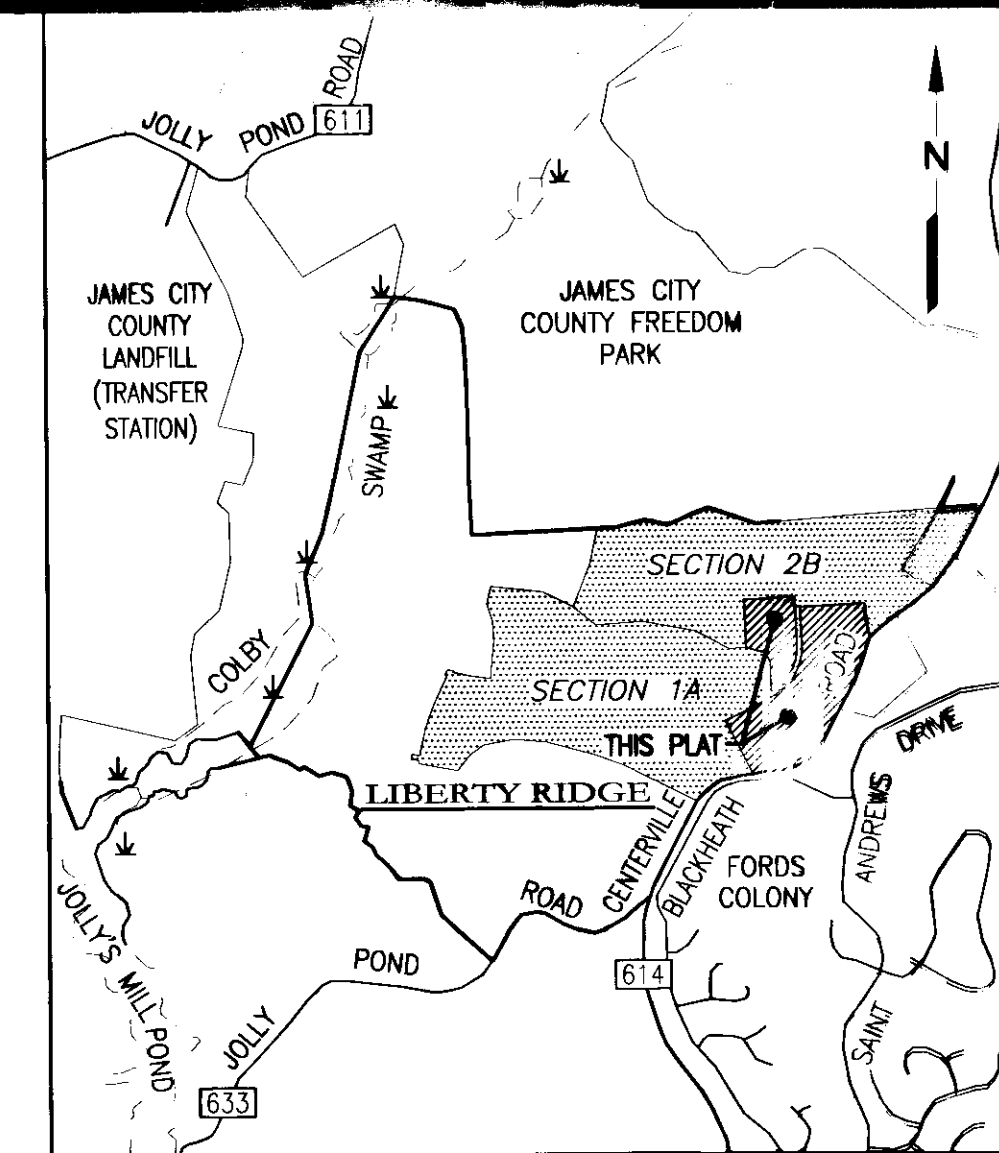 JOLLY POND ROAD
611
N
JAMES CITY
COUNTY
LANDFILL
(TRANSFER
STATION)
JAMES CITY
COUNTY FREEDOM
PARK
SWAMP
COLBY
SECTION 2B
SECTION 1A
ROAD
THIS PLAT
LIBERTY RIDGE
CENTERVILLE
BLACKHEATH
DRIVE
ANDREWS
SAINT
FORDS
COLONY
JOLLY POND ROAD
614
JOLLY'S MILL POND
633